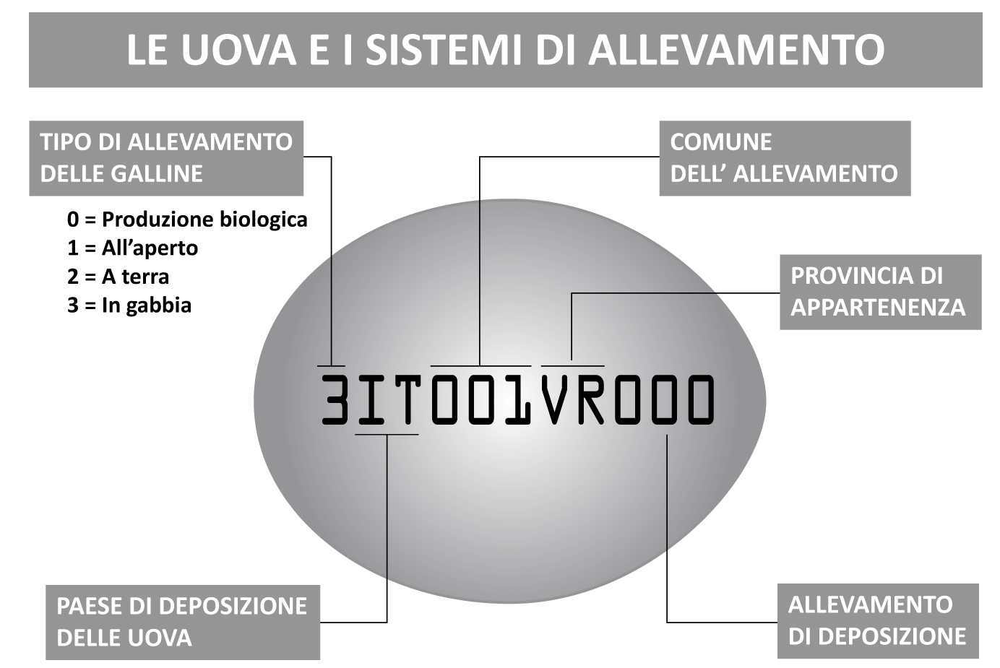 LE UOVA E I SISTEMI DI ALLEVAMENTO
TIPO DI ALLEVAMENTO
DELLE GALLINE
0 = Produzione biologica
1 = All’aperto
2 = A terra
3 = In gabbia
COMUNE
DELL’ ALLEVAMENTO
PROVINCIA DI
APPARTENENZA
3IT001VR000
PAESE DI DEPOSIZIONE
DELLE UOVA
ALLEVAMENTO
DI DEPOSIZIONE